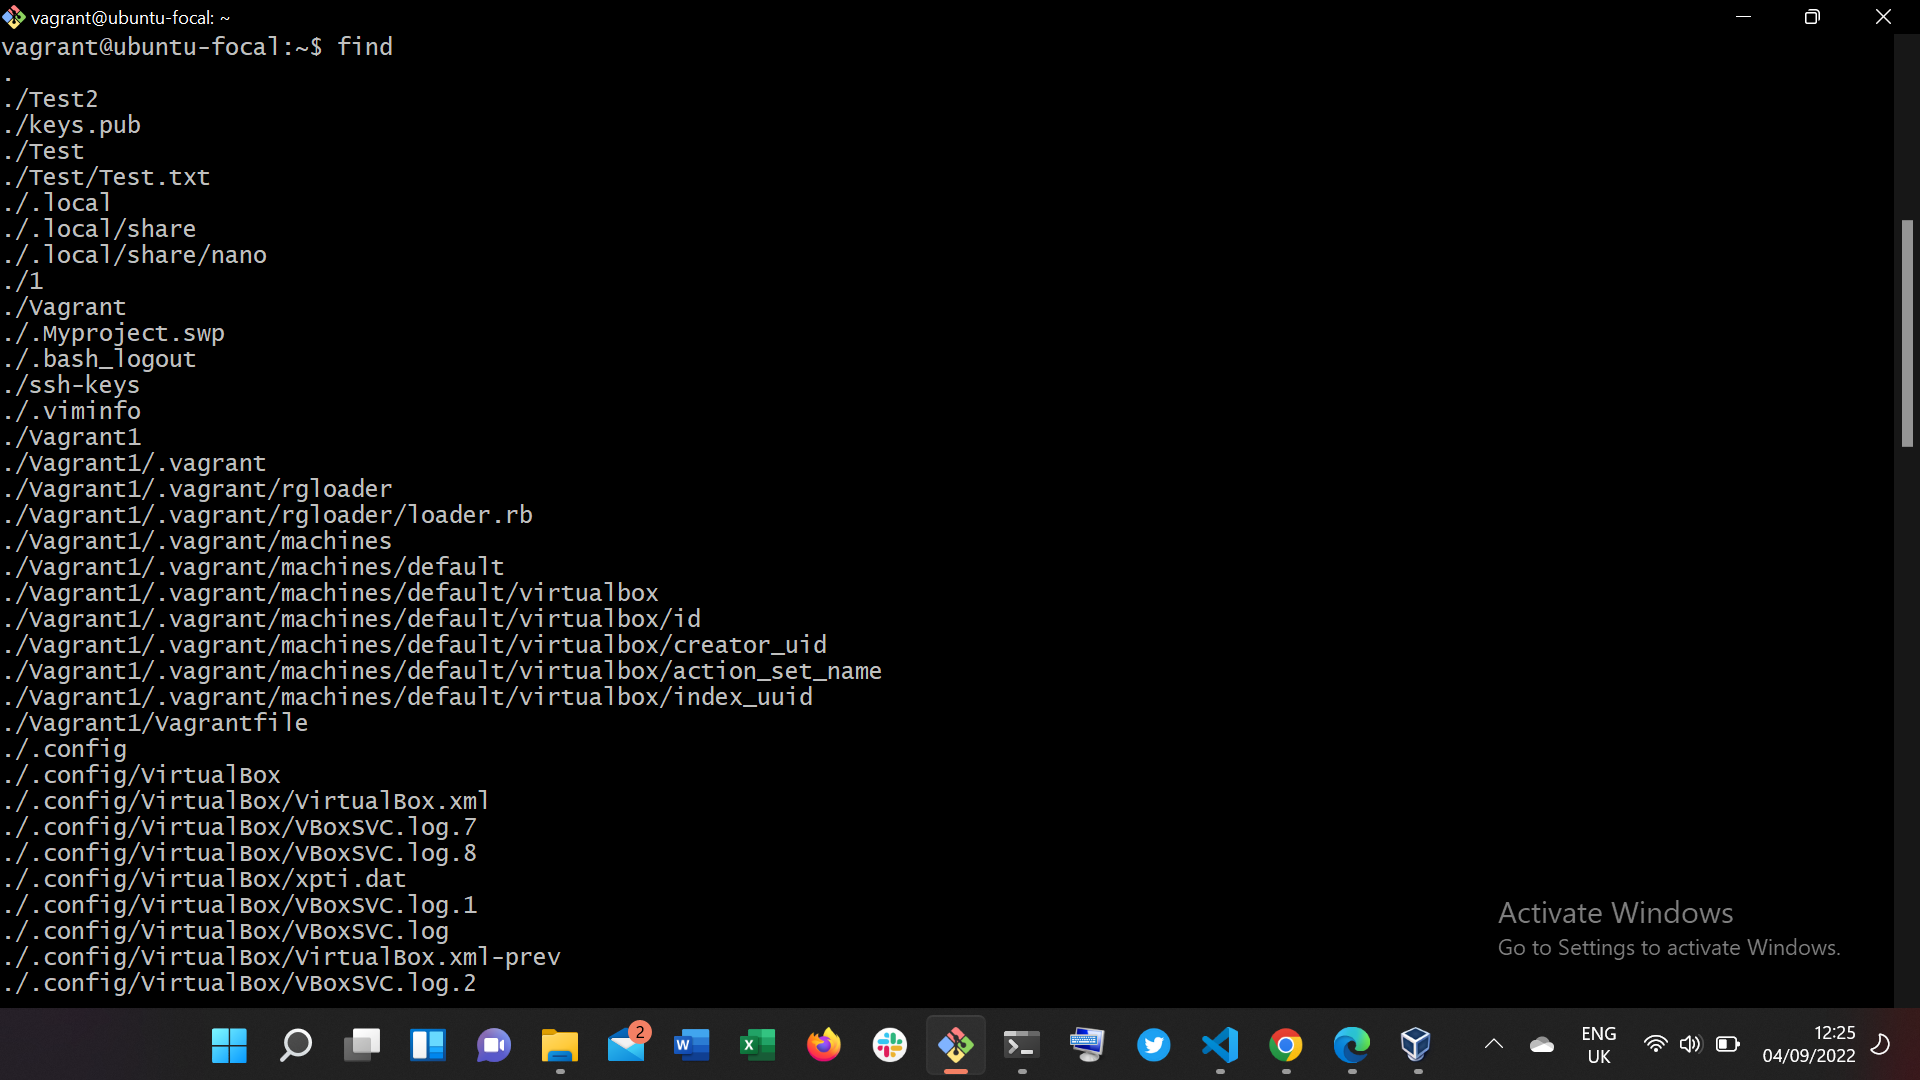 vagrant@ubuntu-focal: ~
vagrant@ubuntu-focal:~$ find
.
./Test2
./keys.pub
./Test
./Test/Test.txt
./.local
./.local/share
./.local/share/nano
./1
./Vagrant
./.Myproject.swp
./.bash_logout
./ssh-keys
./.viminfo
./Vagrant1
./Vagrant1/.vagrant
./Vagrant1/.vagrant/rgloader
./Vagrant1/.vagrant/rgloader/loader.rb
./Vagrant1/.vagrant/machines
./Vagrant1/.vagrant/machines/default
./Vagrant1/.vagrant/machines/default/virtualbox
./Vagrant1/.vagrant/machines/default/virtualbox/id
./Vagrant1/.vagrant/machines/default/virtualbox/creator_uid
./Vagrant1/.vagrant/machines/default/virtualbox/action_set_name
./Vagrant1/.vagrant/machines/default/virtualbox/index_uuid
./Vagrant1/Vagrantfile
./.config
./.config/VirtualBox
./.config/VirtualBox/VirtualBox.xml
./.config/VirtualBox/VBoxSVC.log.7
./.config/VirtualBox/VBoxSVC.log.8
./.config/VirtualBox/xpti.dat
./.config/VirtualBox/VBoxSVC.log.1
./.config/VirtualBox/VBoxSVC.log
./.config/VirtualBox/VirtualBox.xml-prev
./.config/VirtualBox/VBoxSVC.log.2
Activate Windows
Go to Settings to activate Windows.
2
W
X
ENG
UK
12:25
04/09/2022